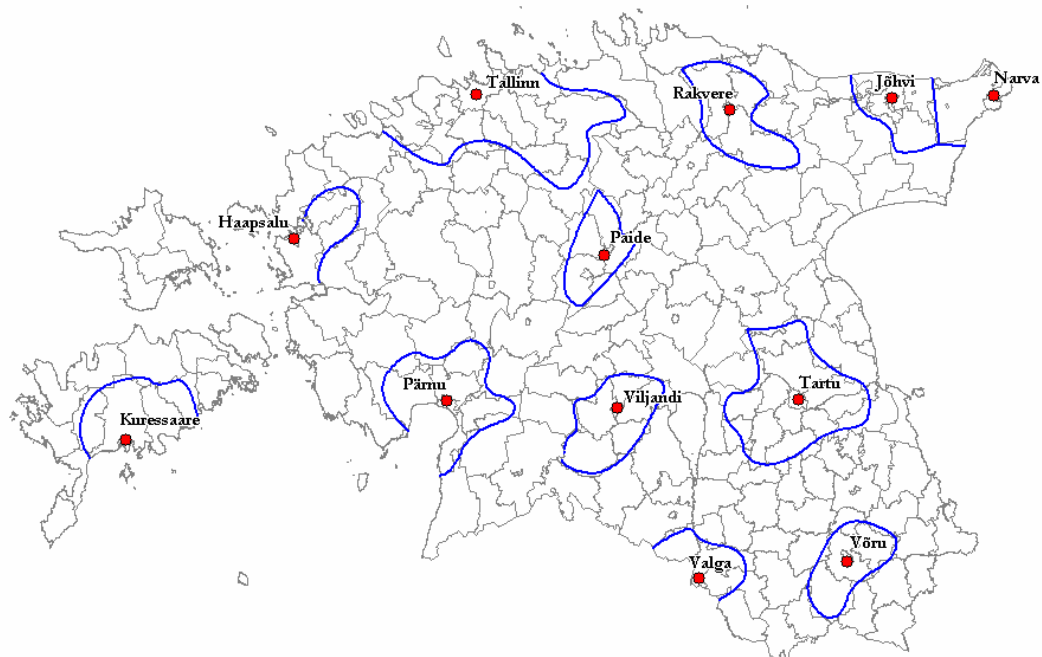 Tallinn
Rakvere
Jõhvi
Narva
Haapsalu
Paide
Pärnu
Viljandi
Tartu
Kuressaare
Võru
Valga